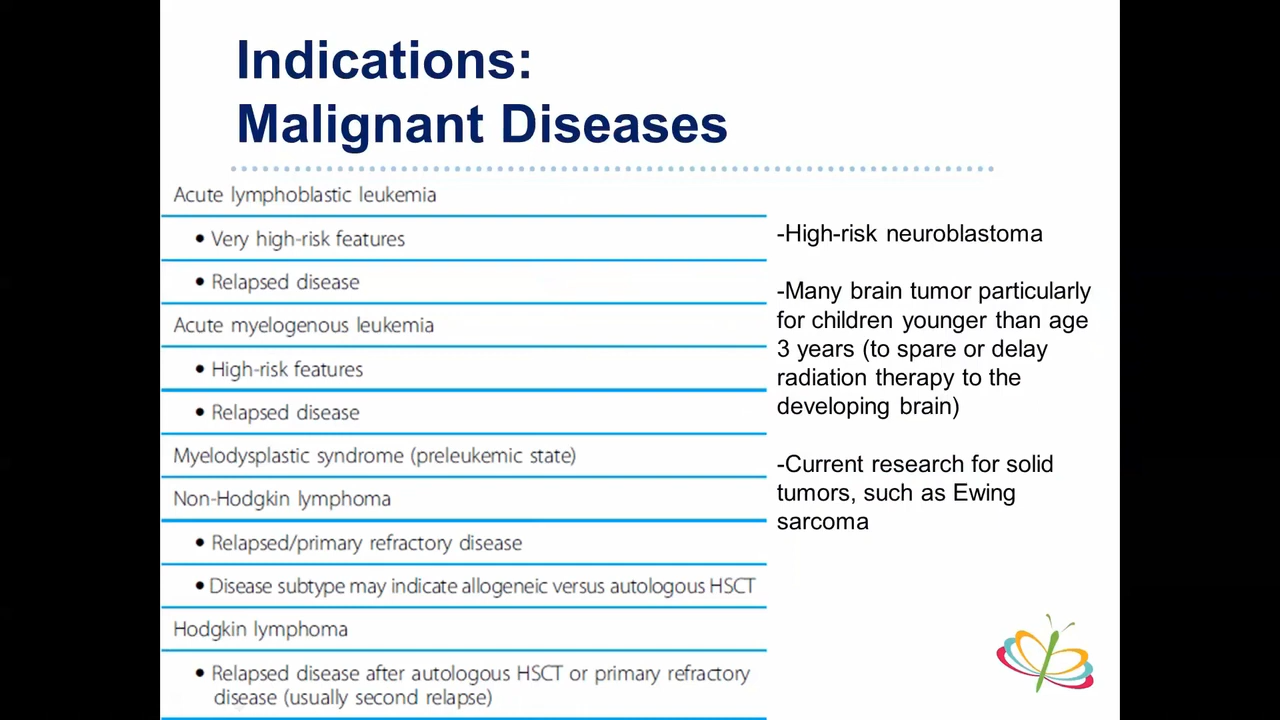 Indications:
Malignant Diseases
Acute lymphoblastic leukemia
• Very high-risk features
• Relapsed disease
Acute myelogenous leukemia
• High-risk features
• Relapsed disease
Myelodysplastic syndrome (preleukemic state)
Non-Hodgkin lymphoma
• Relapsed/primary refractory disease
• Disease subtype may indicate allogeneic versus autologous HSCT
Hodgkin lymphoma
• Relapsed disease after autologous HSCT or primary refractory
disease (usually second relapse)
-High-risk neuroblastoma
-Many brain tumor particularly
for children younger than age
3 years (to spare or delay
radiation therapy to the
developing brain)
-Current research for solid
tumors, such as Ewing
sarcoma